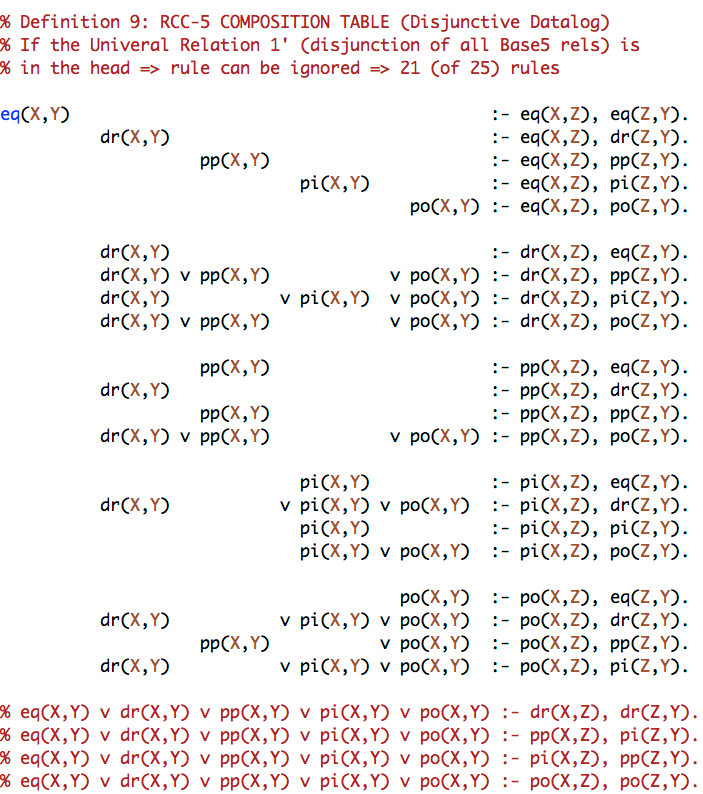 % Definition 9: RCC-5 COMPOSITION TABLE (Disjunctive Datalog)
% If the Univeral Relation 1' (disjunction of all Base5 rels) is
% in the head => rule can be ignored => 21 (of 25) rules
eq(X,Y) :- eq(X,Z), eq(Z,Y).
dr(X,Y) :- eq(X,Z), dr(Z,Y).
pp(X,Y) :- eq(X,Z), pp(Z,Y).
pi(X,Y) :- eq(X,Z), pi(Z,Y).
po(X,Y) :- eq(X,Z), po(Z,Y).
dr(X,Y) :- dr(X,Z), eq(Z,Y).
dr(X,Y) v pp(X,Y) v po(X,Y) :- dr(X,Z), pp(Z,Y).
dr(X,Y) v pi(X,Y) v po(X,Y) :- dr(X,Z), pi(Z,Y).
dr(X,Y) v pp(X,Y) v po(X,Y) :- dr(X,Z), po(Z,Y).
pp(X,Y) :- pp(X,Z), eq(Z,Y).
dr(X,Y) :- pp(X,Z), dr(Z,Y).
pp(X,Y) :- pp(X,Z), pp(Z,Y).
dr(X,Y) v pp(X,Y) v po(X,Y) :- pp(X,Z), po(Z,Y).
pi(X,Y) :- pi(X,Z), eq(Z,Y).
dr(X,Y) v pi(X,Y) v po(X,Y) :- pi(X,Z), dr(Z,Y).
pi(X,Y) :- pi(X,Z), pi(Z,Y).
pi(X,Y) v po(X,Y) :- pi(X,Z), po(Z,Y).
po(X,Y) :- po(X,Z), eq(Z,Y).
dr(X,Y) v pi(X,Y) v po(X,Y) :- po(X,Z), dr(Z,Y).
pp(X,Y) v po(X,Y) :- po(X,Z), pp(Z,Y).
dr(X,Y) v pi(X,Y) v po(X,Y) :- po(X,Z), pi(Z,Y).
% eq(X,Y) v dr(X,Y) v pp(X,Y) v pi(X,Y) v po(X,Y) :- dr(X,Z), dr(Z,Y).
% eq(X,Y) v dr(X,Y) v pp(X,Y) v pi(X,Y) v po(X,Y) :- pp(X,Z), pi(Z,Y).
% eq(X,Y) v dr(X,Y) v pp(X,Y) v pi(X,Y) v po(X,Y) :- pi(X,Z), pp(Z,Y).
% eq(X,Y) v dr(X,Y) v pp(X,Y) v pi(X,Y) v po(X,Y) :- po(X,Z), po(Z,Y).